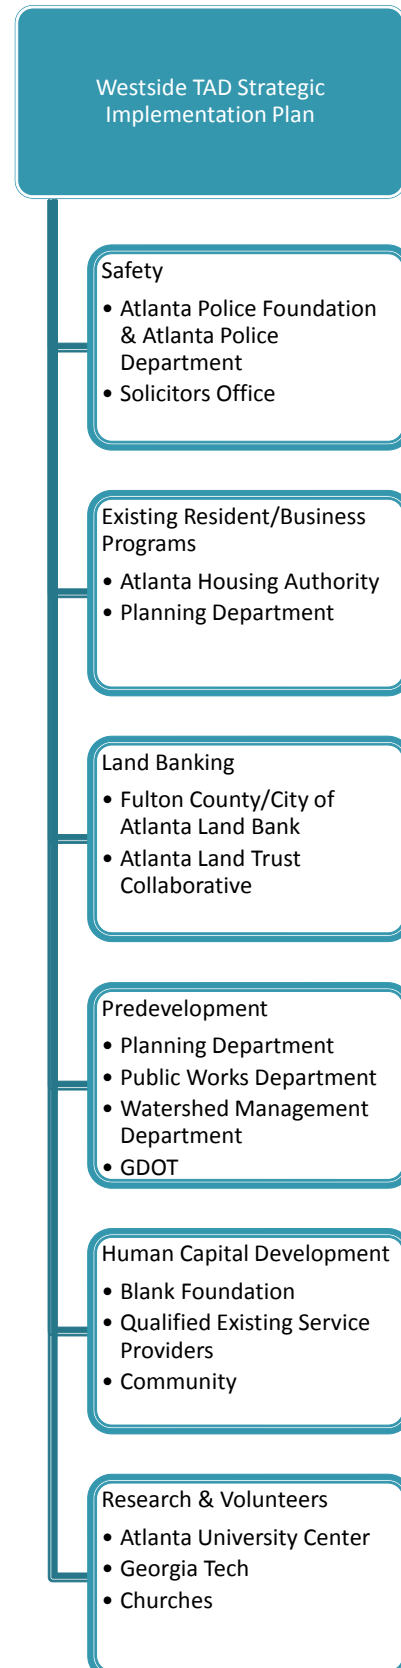 Westside TAD Strategic
Implementation Plan
Safety
• Atlanta Police Foundation
& Atlanta Police
Department
• Solicitors Office
Existing Resident/Business
Programs
• Atlanta Housing Authority
• Planning Department
Land Banking
• Fulton County/City of
Atlanta Land Bank
• Atlanta Land Trust
Collaborative
Predevelopment
• Planning Department
• Public Works Department
• Watershed Management
Department
• GDOT
Human Capital Development
• Blank Foundation
• Qualified Existing Service
Providers
• Community
Research & Volunteers
• Atlanta University Center
• Georgia Tech
• Churches